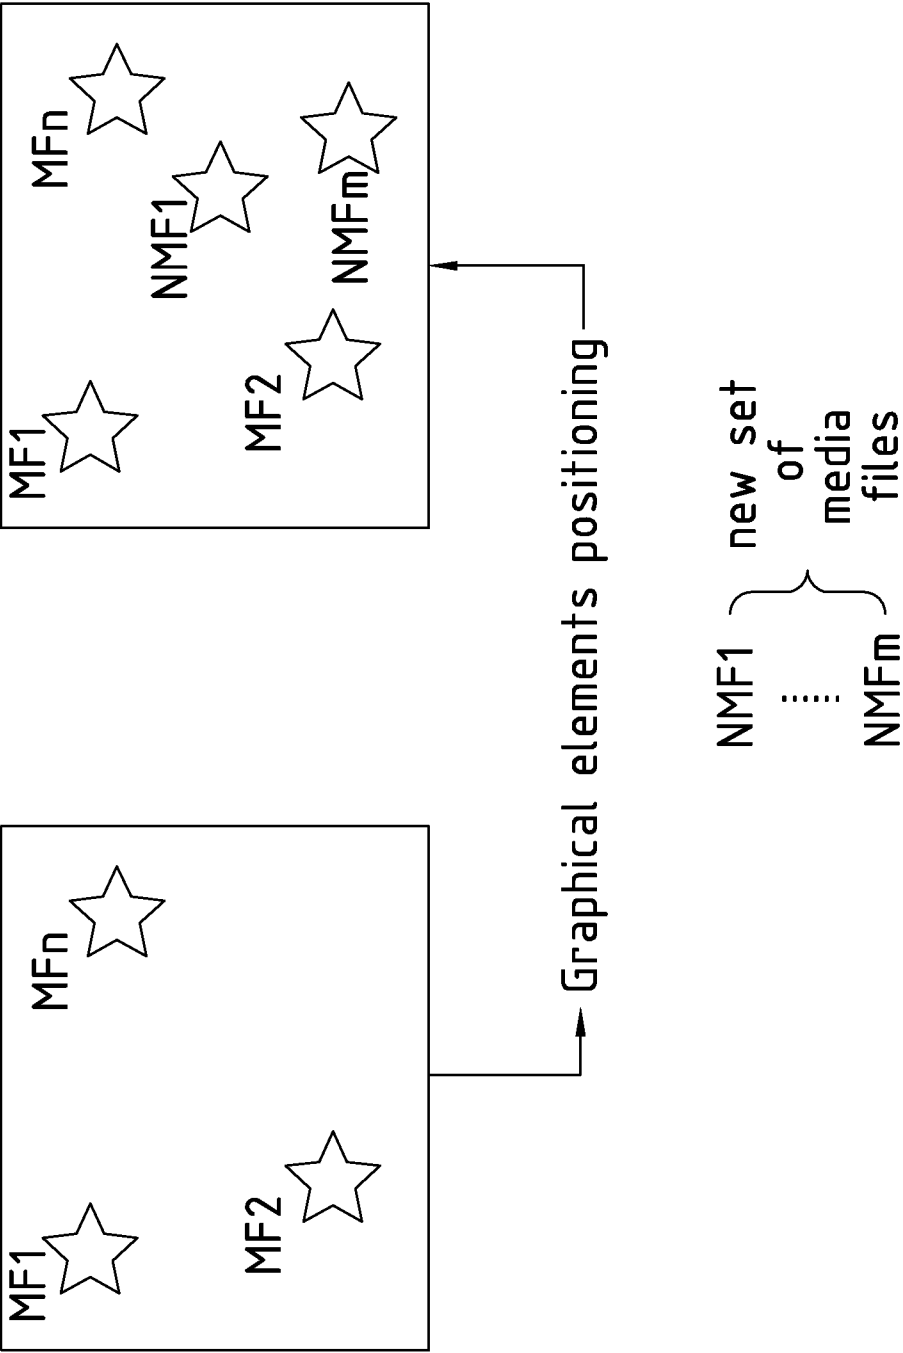 MF1
MFn
MF2
MF1
MFn
NMF1
MF2
NMFm
Graphical elements positioning
NMF1
......
NMFm
new set
of
media
files